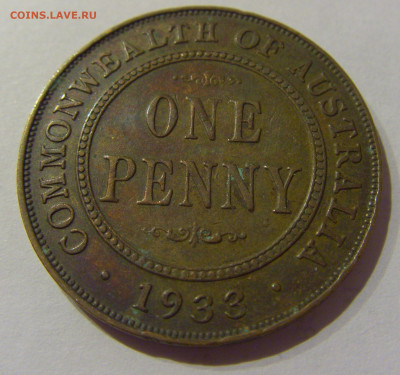 COINS.LAVE.RU
COMMONWEALTH OF AUSTRALIA
ONE
PENNY
· 1933 ·